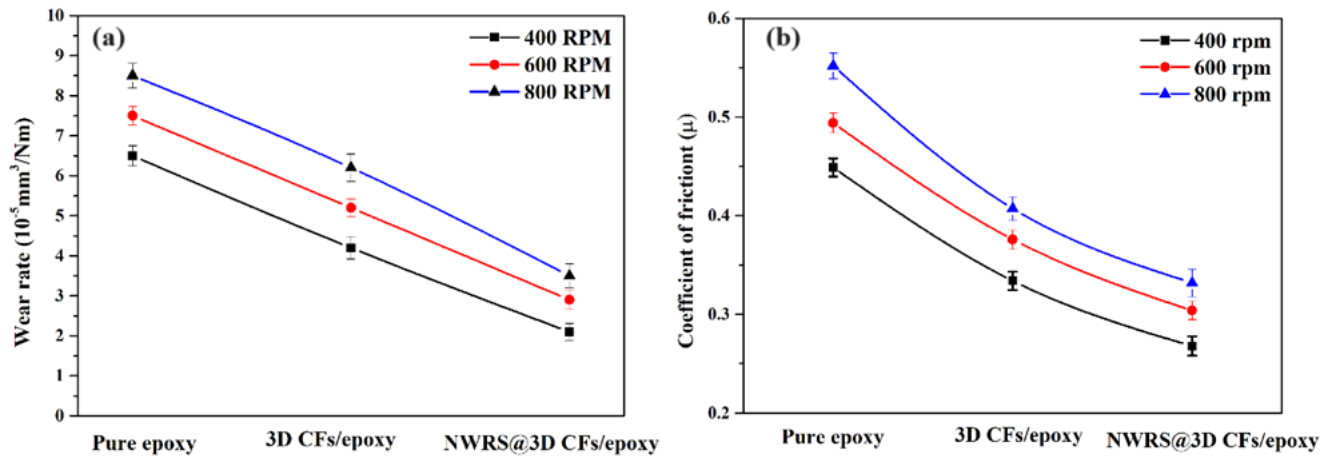 (a)
400 RPM
600 RPM
800 RPM
Wear rate (10⁻⁵ mm³/Nm)
10
9
8
7
6
5
4
3
2
1
0
Pure epoxy
3D CFs/epoxy
NWRS@3D CFs/epoxy
(b)
400 rpm
600 rpm
800 rpm
Coefficient of frictiont (μ)
0.6
0.5
0.4
0.3
0.2
Pure epoxy
3D CFs/epoxy
NWRS@3D CFs/epoxy